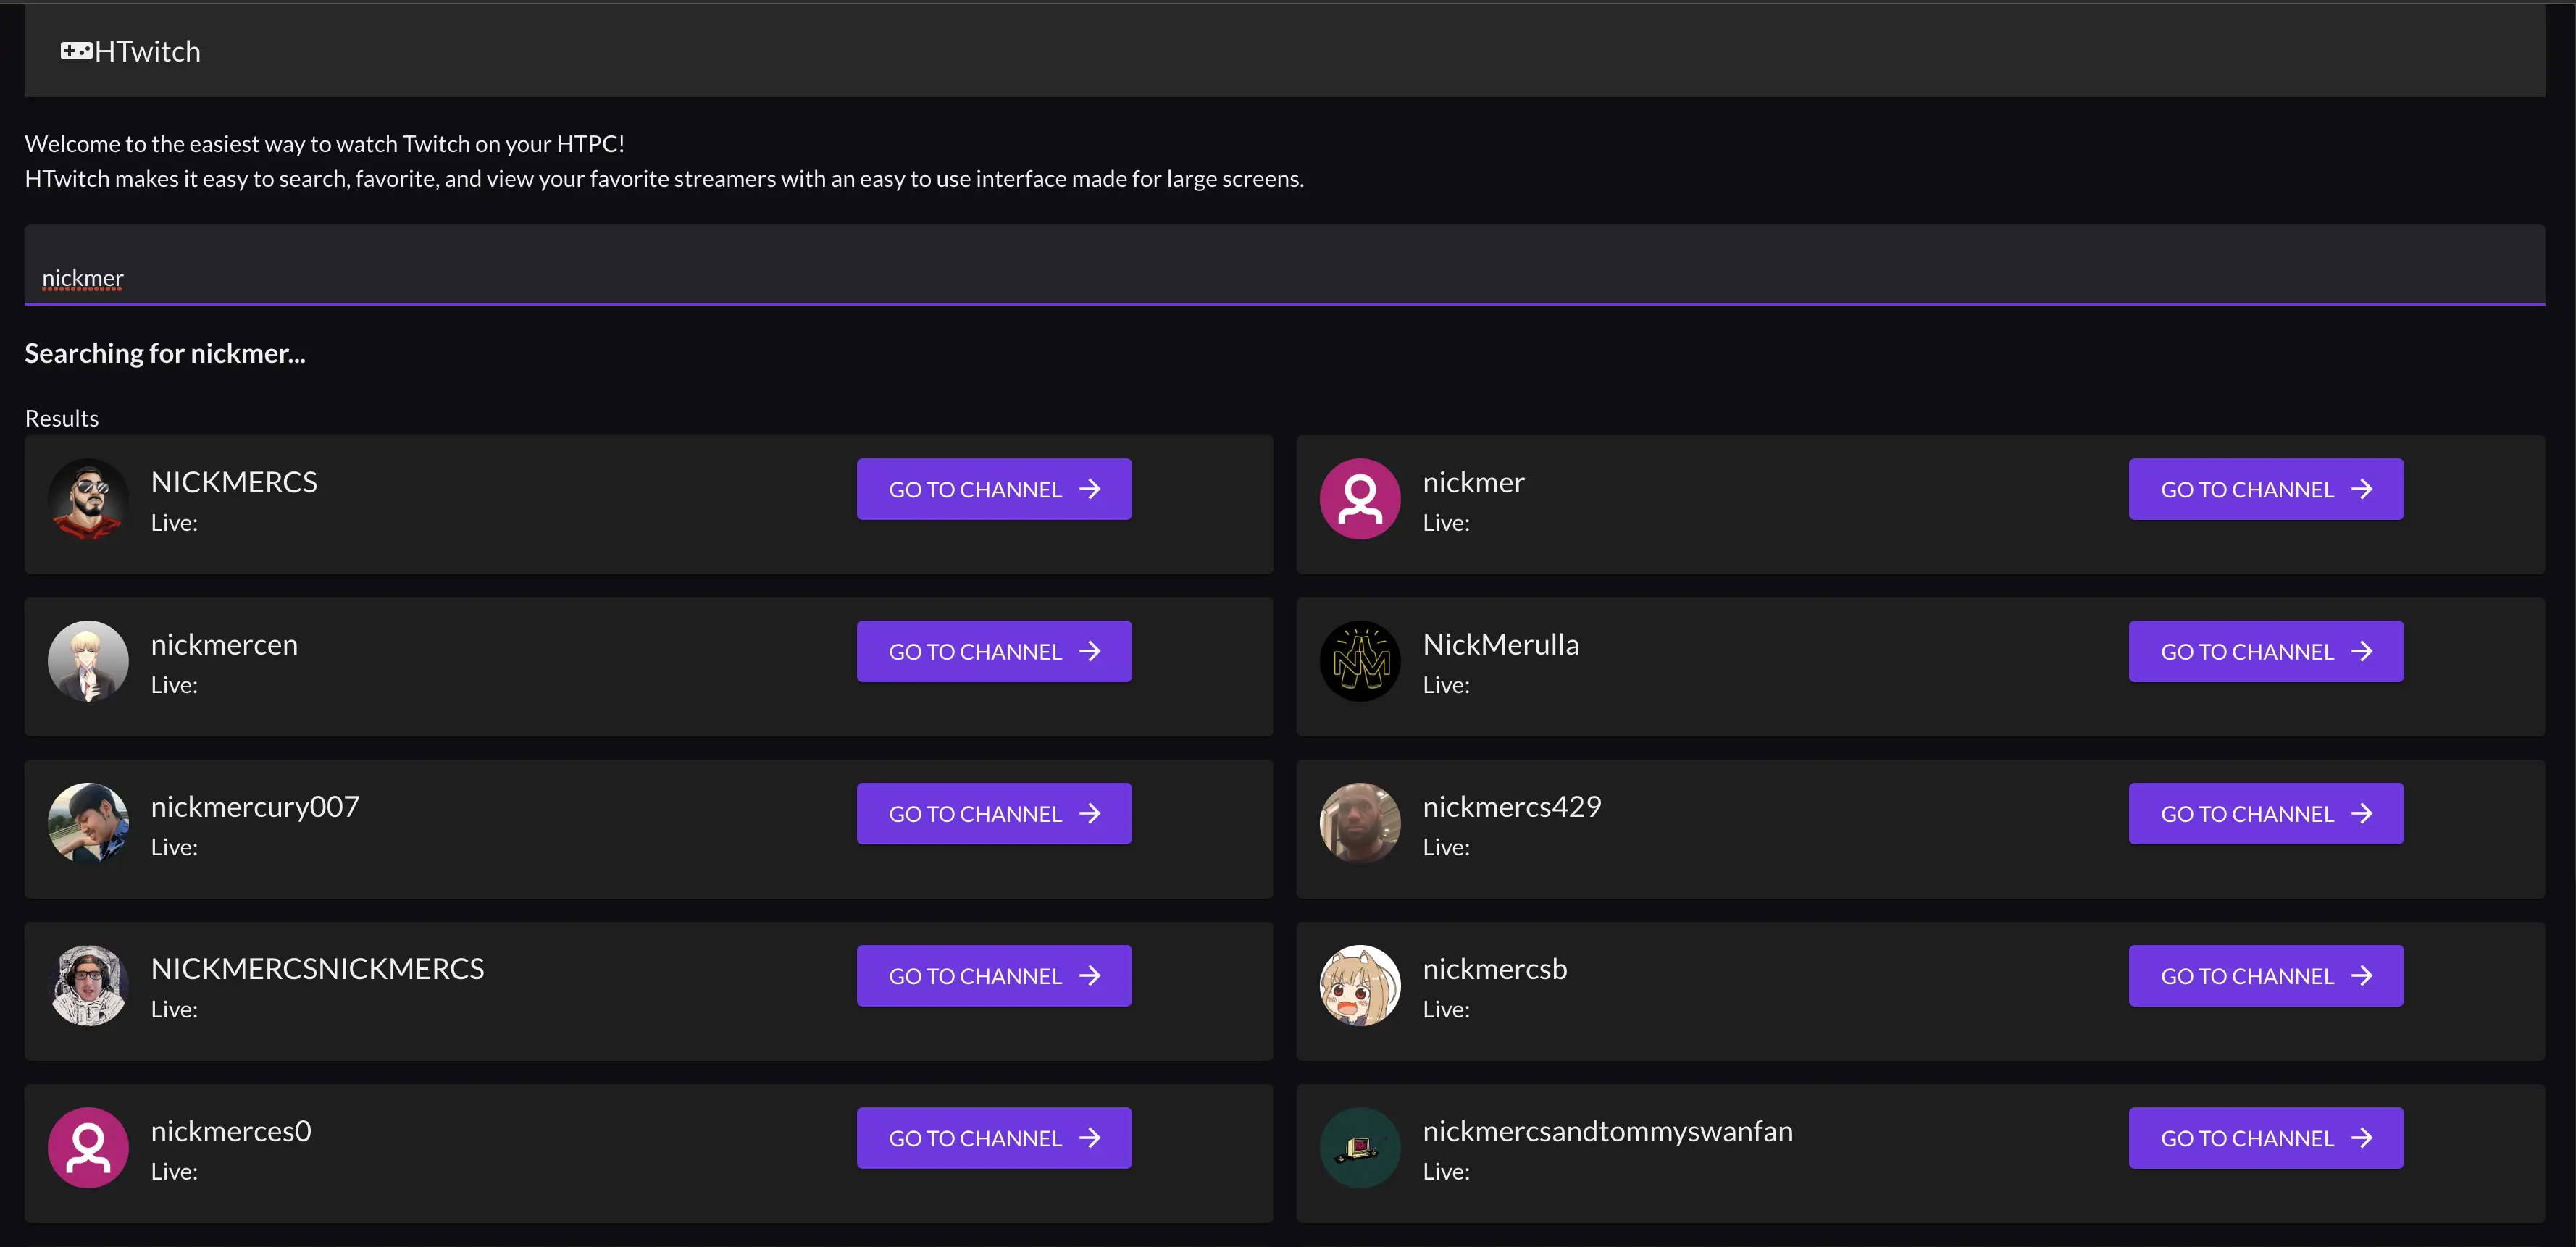 HTwitch
Welcome to the easiest way to watch Twitch on your HTPC!
HTwitch makes it easy to search, favorite, and view your favorite streamers with an easy to use interface made for large screens.
nickmer
Searching for nickmer...
Results
NICKMERCS
Live:
GO TO CHANNEL
nickmer
Live:
GO TO CHANNEL
nickmercen
Live:
GO TO CHANNEL
NickMerulla
Live:
GO TO CHANNEL
nickmercury007
Live:
GO TO CHANNEL
nickmercs429
Live:
GO TO CHANNEL
NICKMERCSNICKMERCS
Live:
GO TO CHANNEL
nickmercsb
Live:
GO TO CHANNEL
nickmerces0
Live:
GO TO CHANNEL
nickmercsandtommyswanfan
Live:
GO TO CHANNEL